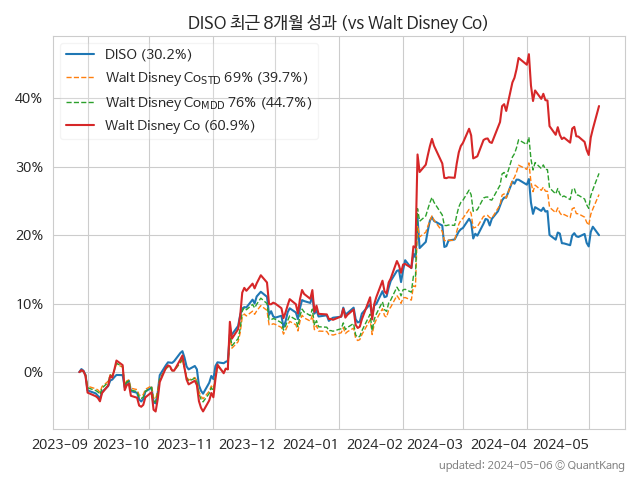 DISO 최근 8개월 성과 (vs Walt Disney Co)
DISO (30.2%)
Walt Disney CoSTD 69% (39.7%)
Walt Disney CoMDD 76% (44.7%)
Walt Disney Co (60.9%)
40%
30%
20%
10%
0%
2023-09 2023-10 2023-11 2023-12 2024-01 2024-02 2024-03 2024-04 2024-05
updated: 2024-05-06 © QuantKang